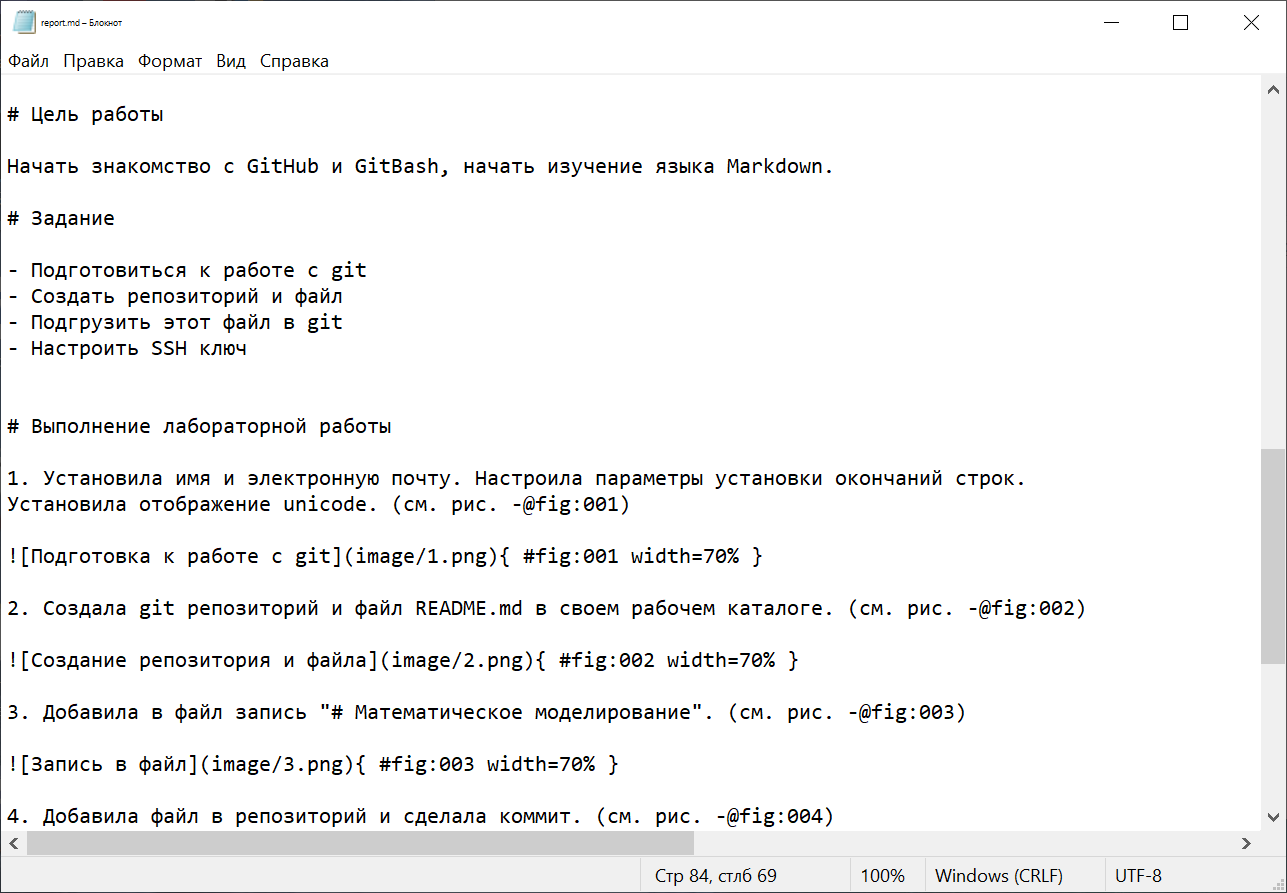 report.md – Блокнот
Файл Правка Формат Вид Справка
# Цель работы
Начать знакомство с GitHub и GitBash, начать изучение языка Markdown.
# Задание
- Подготовиться к работе с git
- Создать репозиторий и файл
- Подгрузить этот файл в git
- Настроить SSH ключ
# Выполнение лабораторной работы
1. Установила имя и электронную почту. Настроила параметры установки окончаний строк.
Установила отображение unicode. (см. рис. -@fig:001)
![Подготовка к работе с git](image/1.png){ #fig:001 width=70% }
2. Создала git репозиторий и файл README.md в своем рабочем каталоге. (см. рис. -@fig:002)
![Создание репозитория и файла](image/2.png){ #fig:002 width=70% }
3. Добавила в файл запись "# Математическое моделирование". (см. рис. -@fig:003)
![Запись в файл](image/3.png){ #fig:003 width=70% }
4. Добавила файл в репозиторий и сделала коммит. (см. рис. -@fig:004)
Стр 84, стлб 69 100% Windows (CRLF) UTF-8